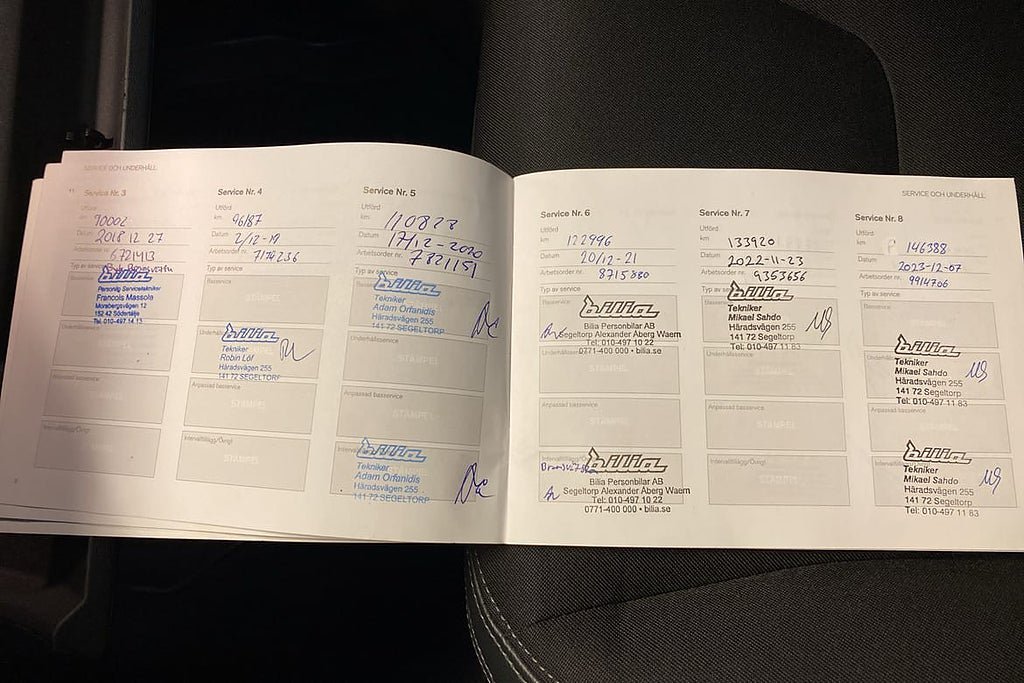 SERVICE OCH UNDERHÅLL
Service Nr. 3
Utförd
km 90002
Datum 2018 12 27
Arbetsorder nr. 6721413
Typ av service
bilia
Personlig Servicetekniker
Francois Massola
Morabergsvägen 12
152 42 Södertälje
Tel. 010-497 14 13
Service Nr. 4
Utförd
km 96187
Datum 2/12-19
Arbetsorder nr. 7174236
Typ av service
Basservice
STÄMPEL
Underhållsservice
bilia
Tekniker
Robin Löf
Häradsvägen 255
141 72 SEGELTORP
Anpassad basservice
STÄMPEL
Intervalltillägg/Övrigt
STÄMPEL
Service Nr. 5
Utförd
km 110828
Datum 17/12-2020
Arbetsorder nr. 7821151
Typ av service
bilia
Tekniker
Adam Orfanidis
Häradsvägen 255
141 72 SEGELTORP
Underhållsservice
STÄMPEL
Anpassad basservice
STÄMPEL
Intervalltillägg/Övrigt
bilia
Tekniker
Adam Orfanidis
Häradsvägen 255
141 72 SEGELTORP
SERVICE OCH UNDERHÅLL
Service Nr. 6
Utförd
km 122996
Datum 20/12-21
Arbetsorder nr. 8715380
Typ av service
Basservice
bilia
Bilia Personbilar AB
Segeltorp Alexander Åberg Waern
Tel: 010-497 10 22
0771-400 000 • bilia.se
Underhållsservice
STÄMPEL
Anpassad basservice
STÄMPEL
Intervalltillägg/Övrigt
bilia
Bilia Personbilar AB
Segeltorp Alexander Åberg Waern
Tel: 010-497 10 22
0771-400 000 • bilia.se
Service Nr. 7
Utförd
km 133920
Datum 2022-11-23
Arbetsorder nr. 9353656
Typ av service
bilia
Tekniker
Mikael Sahdo
Häradsvägen 255
141 72 Segeltorp
Tel: 010-497 11 83
Underhållsservice
STÄMPEL
Anpassad basservice
STÄMPEL
Intervalltillägg/Övrigt
STÄMPEL
Service Nr. 8
Utförd
km 146388
Datum 2023-12-07
Arbetsorder nr. 9914706
Typ av service
Basservice
Underhållsservice
bilia
Tekniker
Mikael Sahdo
Häradsvägen 255
141 72 Segeltorp
Tel: 010-497 11 83
Anpassad basservice
bilia
Tekniker
Mikael Sahdo
Häradsvägen 255
141 72 Segeltorp
Tel: 010-497 11 83